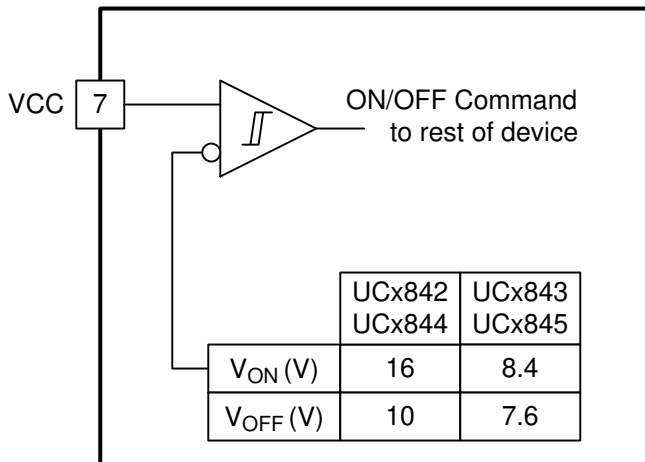 VCC 7
ON/OFF Command
to rest of device
UCx842 UCx843
UCx844 UCx845
VON (V) 16 8.4
VOFF (V) 10 7.6